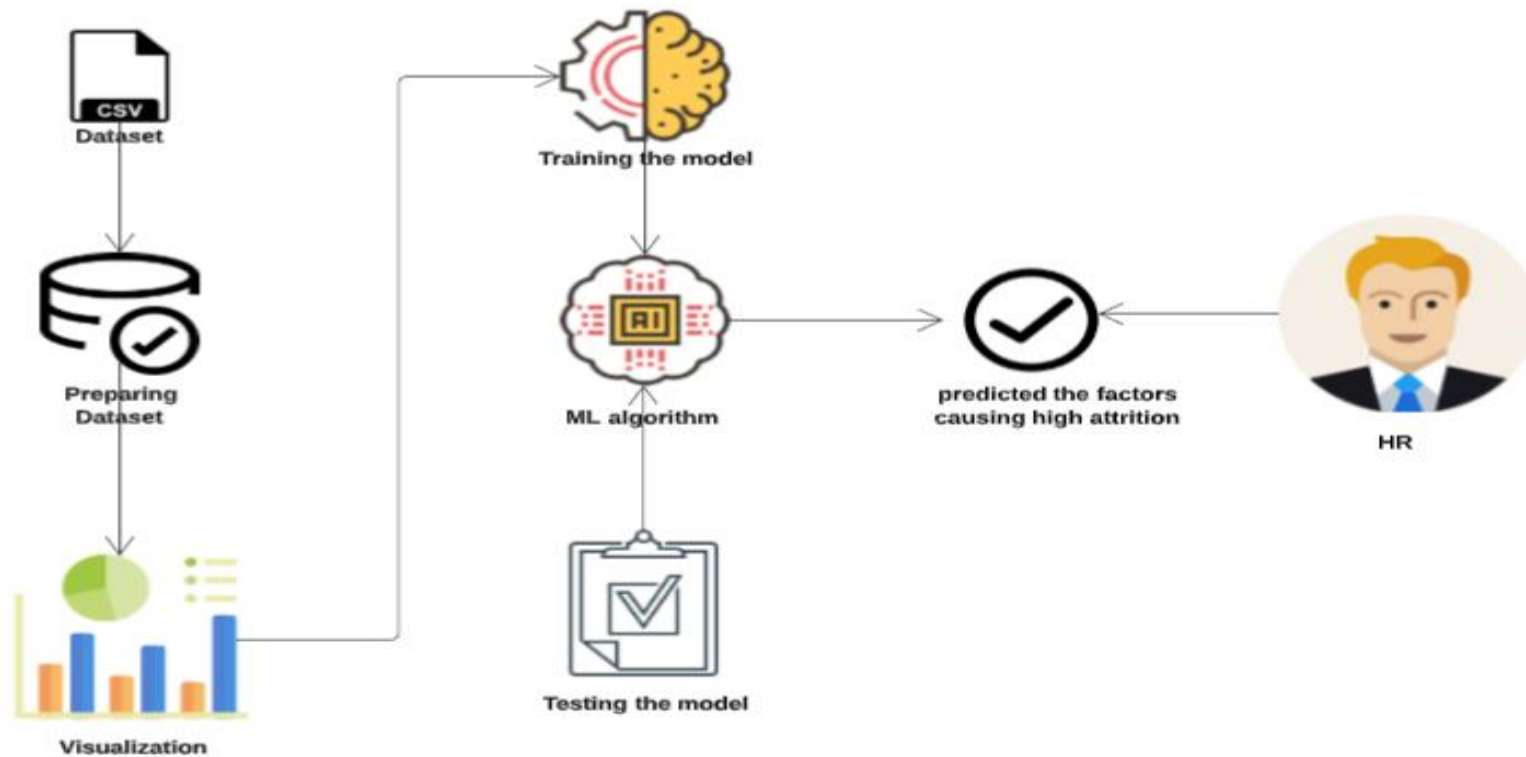 CSV
Dataset
Preparing
Dataset
Visualization
Training the model
AI
ML algorithm
Testing the model
predicted the factors
causing high attrition
HR